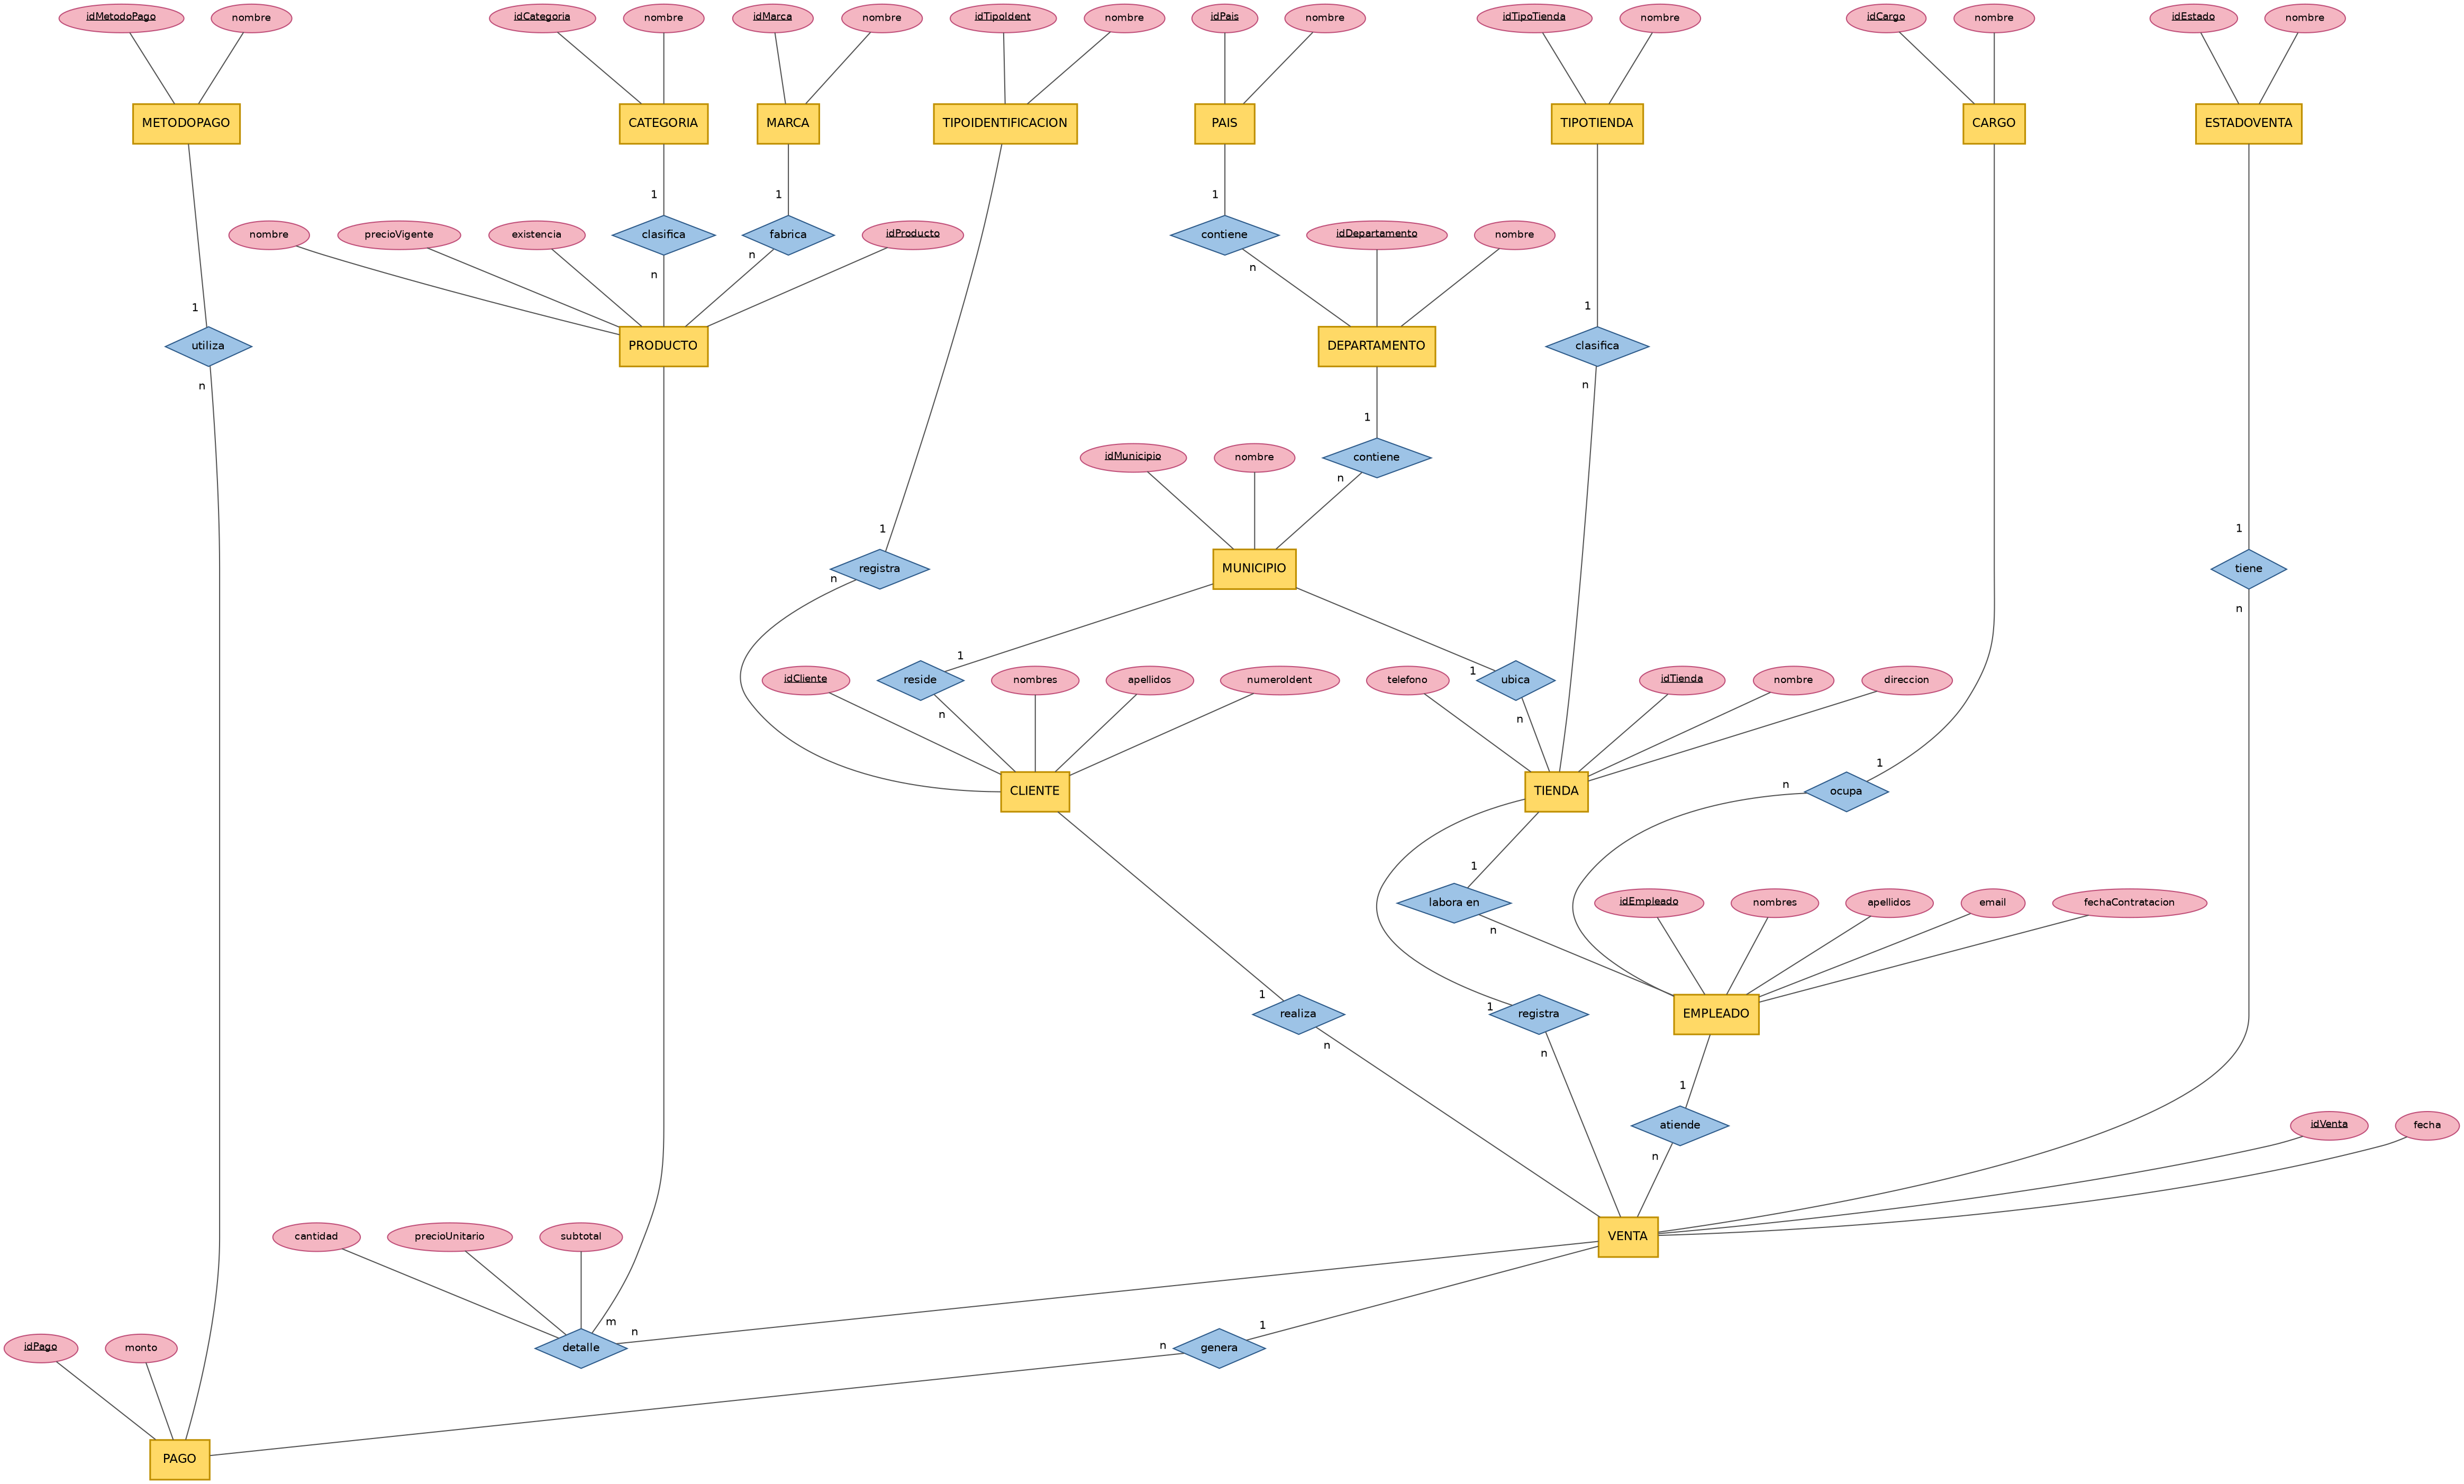 idMetodoPago
nombre
idCategoria
nombre
idMarca
nombre
idTipoIdent
nombre
idPais
nombre
idTipoTienda
nombre
idCargo
nombre
idEstado
nombre
METODOPAGO
CATEGORIA
MARCA
TIPOIDENTIFICACION
PAIS
TIPOTIENDA
CARGO
ESTADOVENTA
1
1
1
nombre
precioVigente
existencia
clasifica
fabrica
idProducto
contiene
idDepartamento
nombre
n
n
n
1
1
utiliza
PRODUCTO
DEPARTAMENTO
clasifica
n
n
1
idMunicipio
nombre
contiene
n
1
1
registra
MUNICIPIO
tiene
n
n
1
1
idCliente
reside
nombres
apellidos
numeroIdent
telefono
ubica
idTienda
nombre
direccion
n
n
1
CLIENTE
TIENDA
n
ocupa
1
labora en
idEmpleado
nombres
apellidos
email
fechaContratacion
n
1
1
realiza
registra
EMPLEADO
n
n
1
atiende
idVenta
fecha
n
cantidad
precioUnitario
subtotal
VENTA
m
n
1
idPago
monto
detalle
n
genera
PAGO